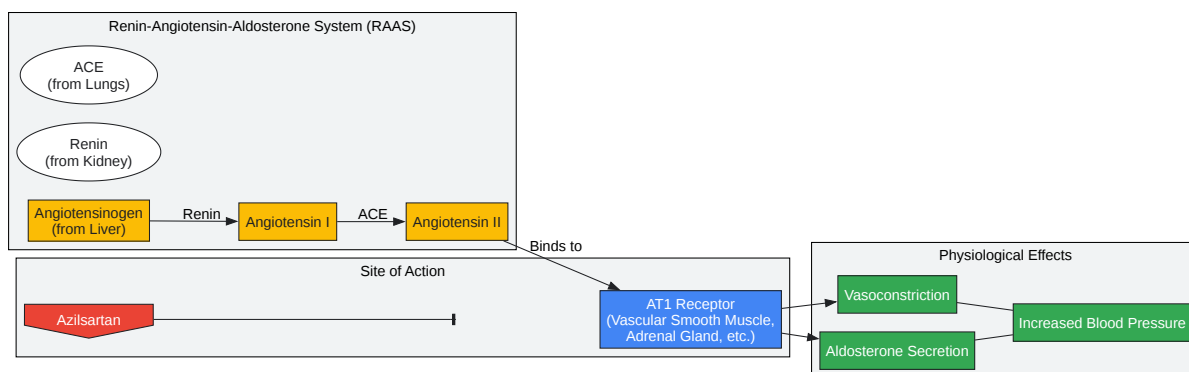 Renin-Angiotensin-Aldosterone System (RAAS)
ACE
(from Lungs)
Renin
(from Kidney)
Angiotensinogen
(from Liver)
Renin
Angiotensin I
ACE
Angiotensin II
Binds to
Site of Action
Azilsartan
AT1 Receptor
(Vascular Smooth Muscle,
Adrenal Gland, etc.)
Physiological Effects
Vasoconstriction
Increased Blood Pressure
Aldosterone Secretion